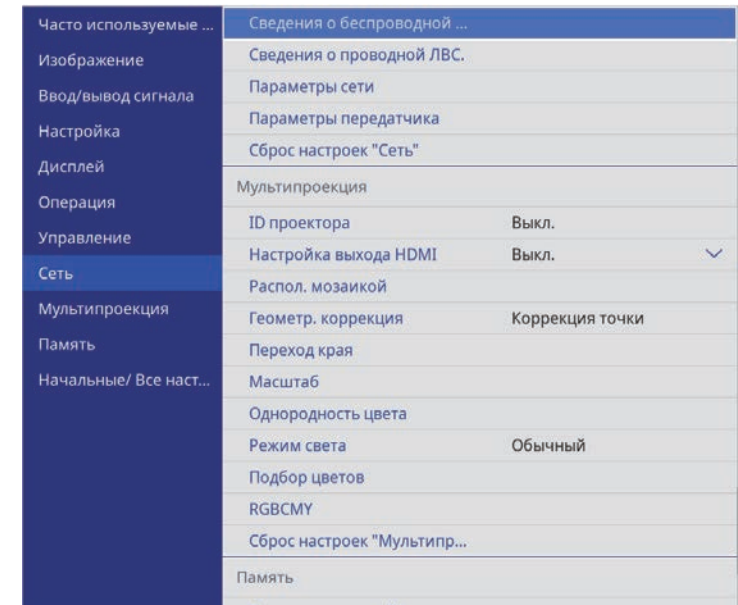 Часто используемые ...
Изображение
Ввод/вывод сигнала
Настройка
Дисплей
Операция
Управление
Сеть
Мультипроекция
Память
Начальные/ Все наст...
Сведения о беспроводной ...
Сведения о проводной ЛВС.
Параметры сети
Параметры передатчика
Сброс настроек "Сеть"
Мультипроекция
ID проектора Выкл.
Настройка выхода HDMI Выкл.
Распол. мозаикой
Геометр. коррекция Коррекция точки
Переход края
Масштаб
Однородность цвета
Режим света Обычный
Подбор цветов
RGBCMY
Сброс настроек "Мультипр...
Память